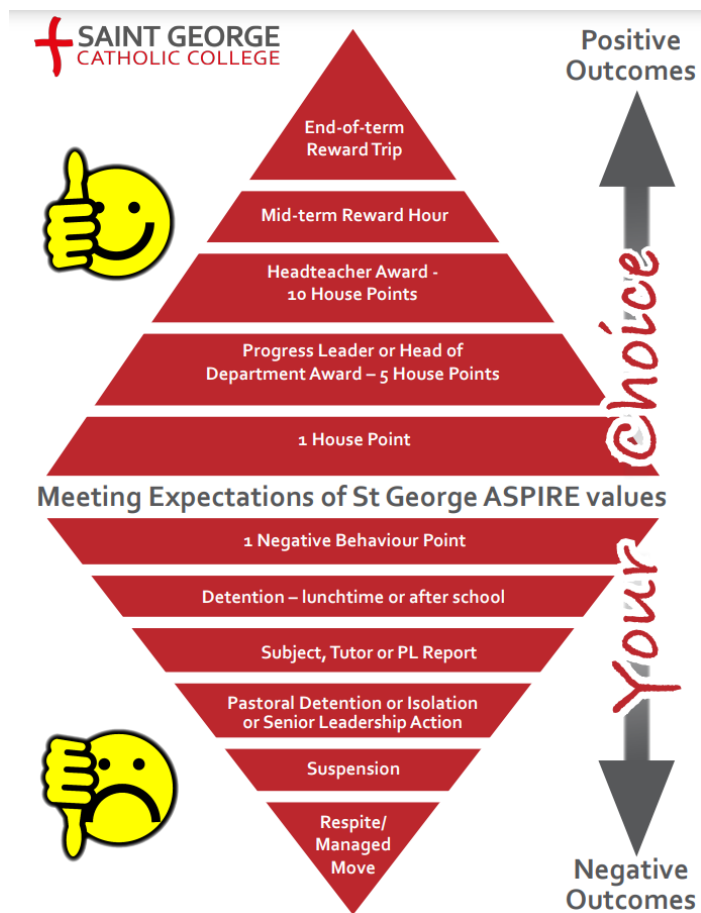 SAINT GEORGE
CATHOLIC COLLEGE
Positive
Outcomes
End-of-term
Reward Trip
Mid-term Reward Hour
Headteacher Award -
10 House Points
Progress Leader or Head of
Department Award – 5 House Points
1 House Point
Meeting Expectations of St George ASPIRE values
1 Negative Behaviour Point
Detention – lunchtime or after school
Subject, Tutor or PL Report
Pastoral Detention or Isolation
or Senior Leadership Action
Suspension
Respite/
Managed
Move
Your Choice
Negative
Outcomes